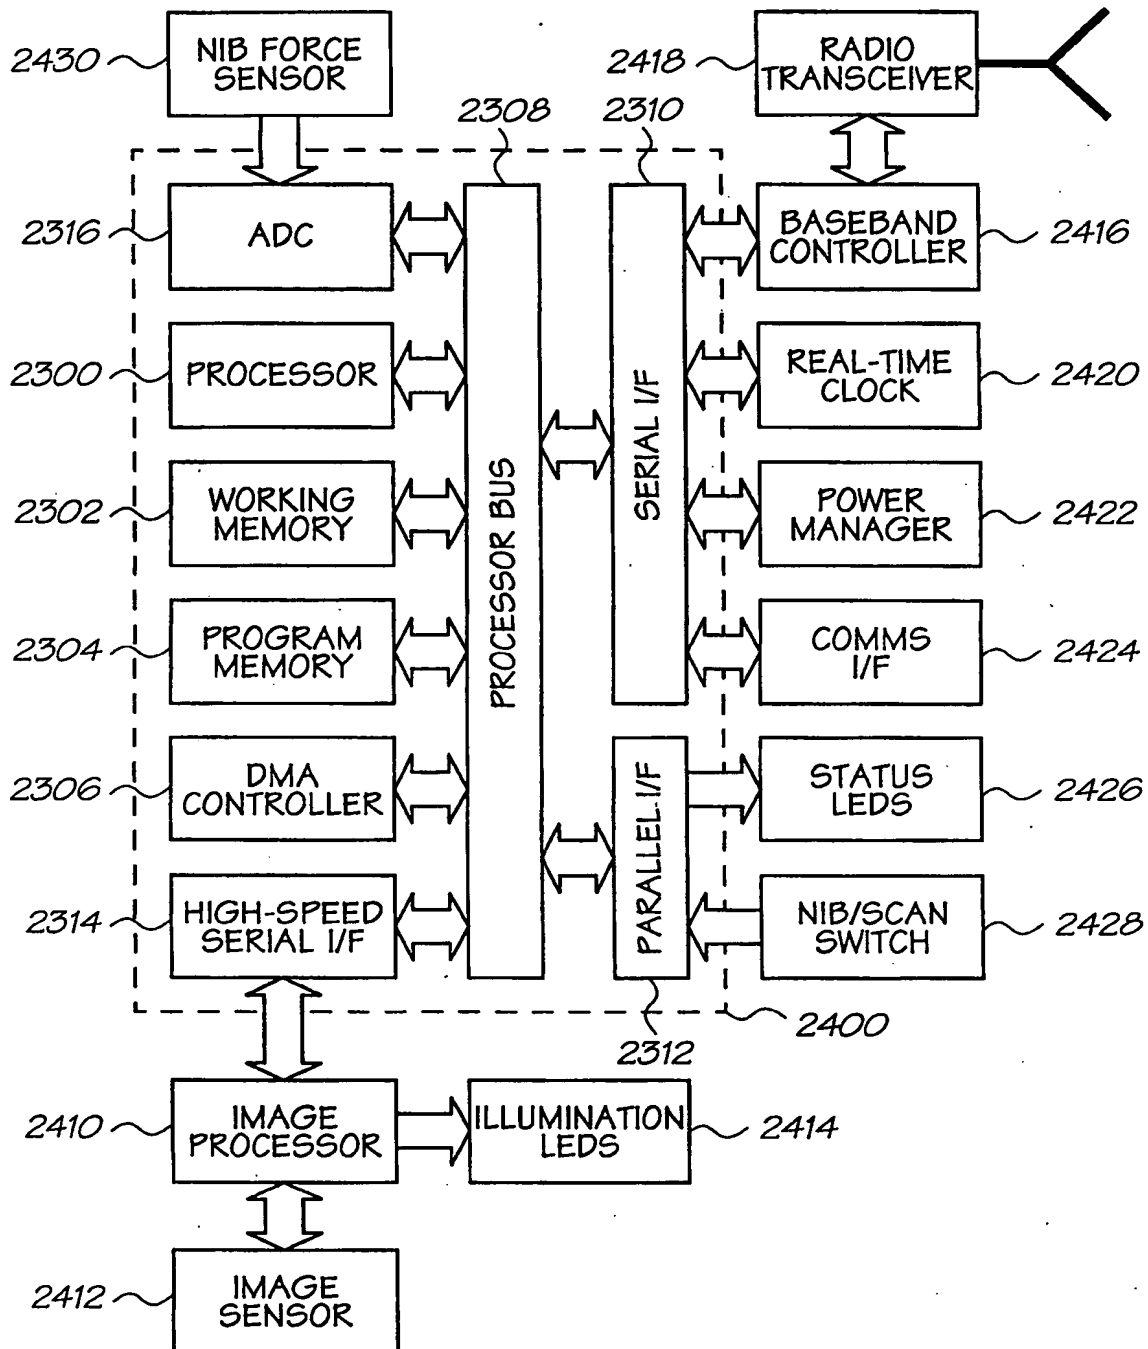 2430
NIB FORCE
SENSOR
2418
RADIO
TRANSCEIVER
2308
2310
2316
ADC
BASEBAND
CONTROLLER
2416
2300
PROCESSOR
REAL-TIME
CLOCK
2420
PROCESSOR BUS
SERIAL I/F
2302
WORKING
MEMORY
POWER
MANAGER
2422
2304
PROGRAM
MEMORY
COMMS
I/F
2424
2306
DMA
CONTROLLER
PARALLEL I/F
STATUS
LEDS
2426
2314
HIGH-SPEED
SERIAL I/F
NIB/SCAN
SWITCH
2428
2312
2400
2410
IMAGE
PROCESSOR
ILLUMINATION
LEDS
2414
2412
IMAGE
SENSOR